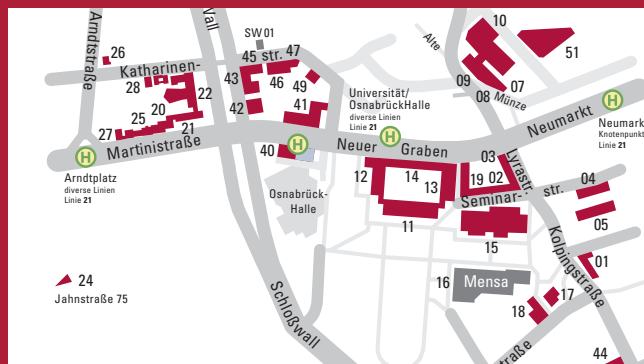 10
51
Arndtstraße
Wall
SW 01
Alte
26
45
str.
47
Katharinen-
43
46
49
28
22
20
42
41
25
27
21
Martinistraße
Universität/
OsnabrückHalle
diverse Linien
Linie 21
09
07
08
Münze
Neumarkt
Neumark
Knotenpunkt
Linie 21
H
H
H
H
Arndtplatz
diverse Linien
Linie 21
40
Neuer
Graben
Osnabrück-
Halle
12
14
13
11
03
19
02
Lyrastr.
Seminar-
str.
04
05
15
Kolpingstraße
01
16
Mensa
17
18
24
Jahnstraße 75
Schloßwall
44